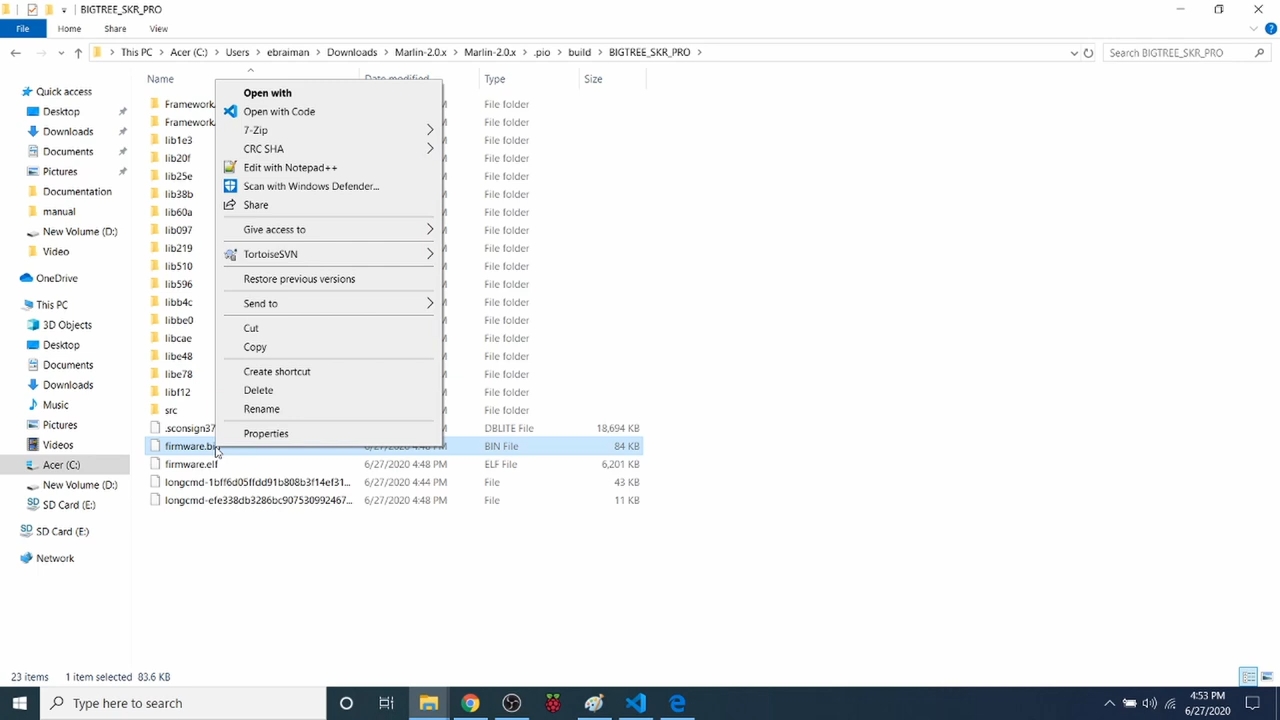 BIGTREE_SKR_PRO
File Home Share View
This PC Acer (C:) Users ebraiman Downloads Marlin-2.0.x Marlin-2.0.x .pio build BIGTREE_SKR_PRO
Search BIGTREE_SKR_PRO
Quick access
Desktop
Downloads
Documents
Pictures
Documentation
manual
New Volume (D:)
Video
OneDrive
This PC
3D Objects
Desktop
Documents
Downloads
Music
Pictures
Videos
Acer (C:)
New Volume (D:)
SD Card (E:)
SD Card (E:)
Network
Name Date modified Type Size
Framework. File folder
Framework. File folder
lib1e3 File folder
lib20f File folder
lib25e File folder
lib38b File folder
lib60a File folder
lib097 File folder
lib219 File folder
lib510 File folder
lib596 File folder
libb4c File folder
libbe0 File folder
libcae File folder
libe48 File folder
libe78 File folder
libf12 File folder
src File folder
.sconsign37 DBLITE File 18,694 KB
firmware.bin 6/27/2020 4:48 PM BIN File 84 KB
firmware.elf 6/27/2020 4:48 PM ELF File 6,201 KB
longcmd-1bff6d05ffdd91b808b3f14ef31... 6/27/2020 4:44 PM File 43 KB
longcmd-efe338db3286bc907530992467... 6/27/2020 4:48 PM File 11 KB
Open with
Open with Code
7-Zip
CRC SHA
Edit with Notepad++
Scan with Windows Defender...
Share
Give access to
TortoiseSVN
Restore previous versions
Send to
Cut
Copy
Create shortcut
Delete
Rename
Properties
23 items 1 item selected 83.6 KB
Type here to search
4:53 PM
6/27/2020